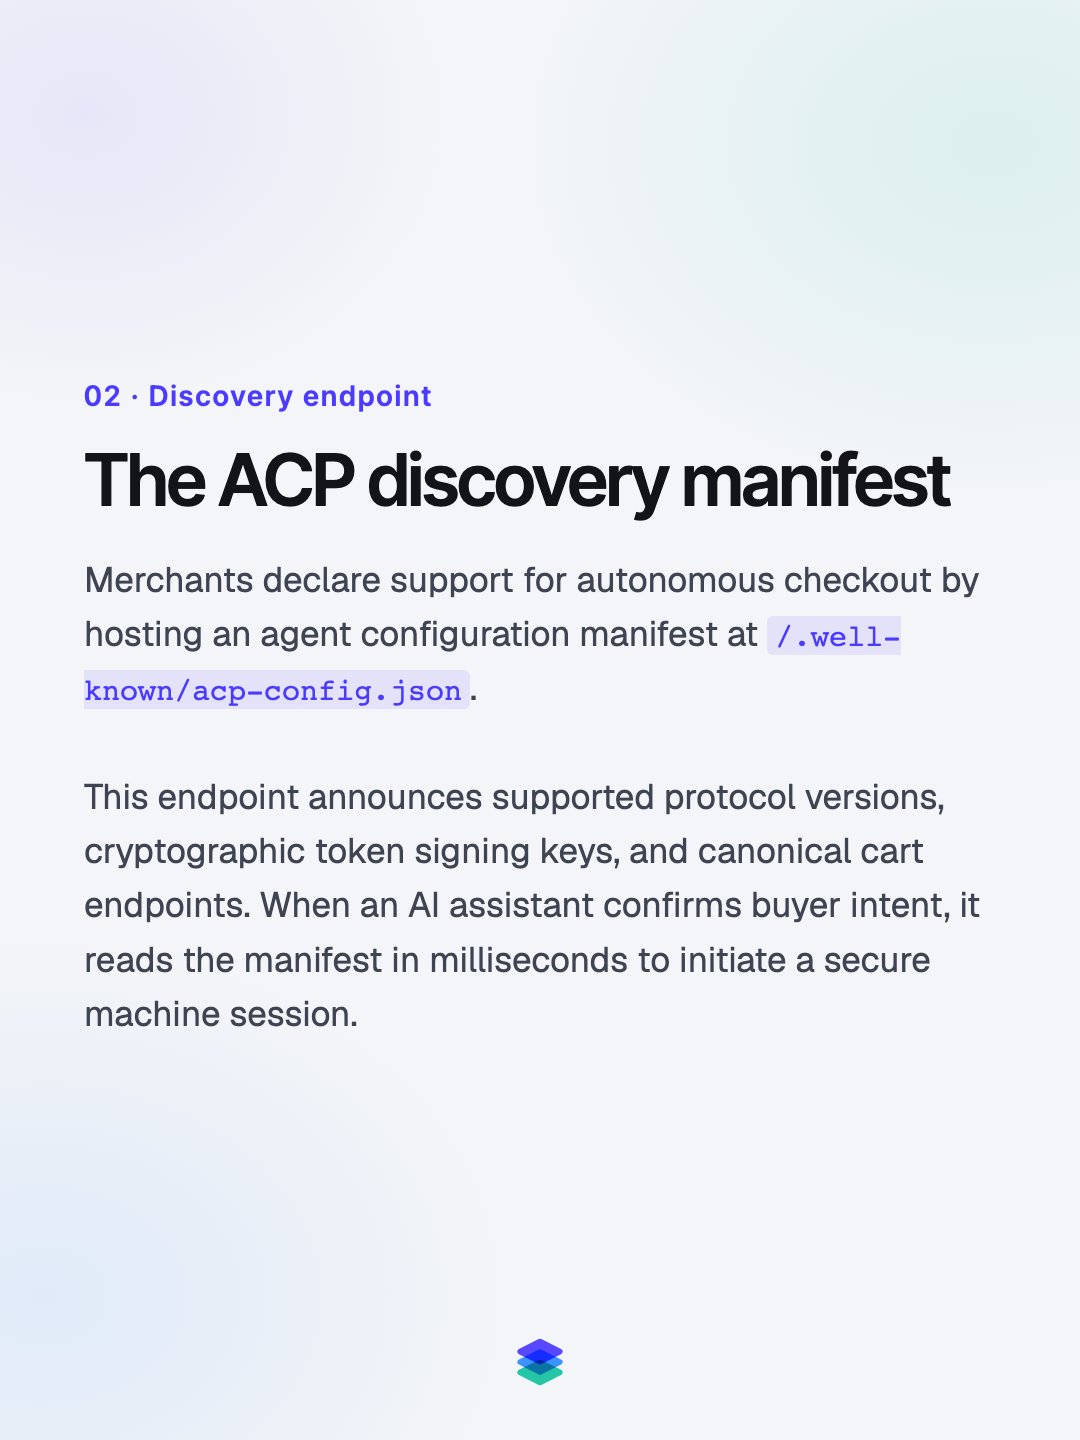 02 · Discovery endpoint
The ACP discovery manifest
Merchants declare support for autonomous checkout by
hosting an agent configuration manifest at /.well-
known/acp-config.json.
This endpoint announces supported protocol versions,
cryptographic token signing keys, and canonical cart
endpoints. When an AI assistant confirms buyer intent, it
reads the manifest in milliseconds to initiate a secure
machine session.